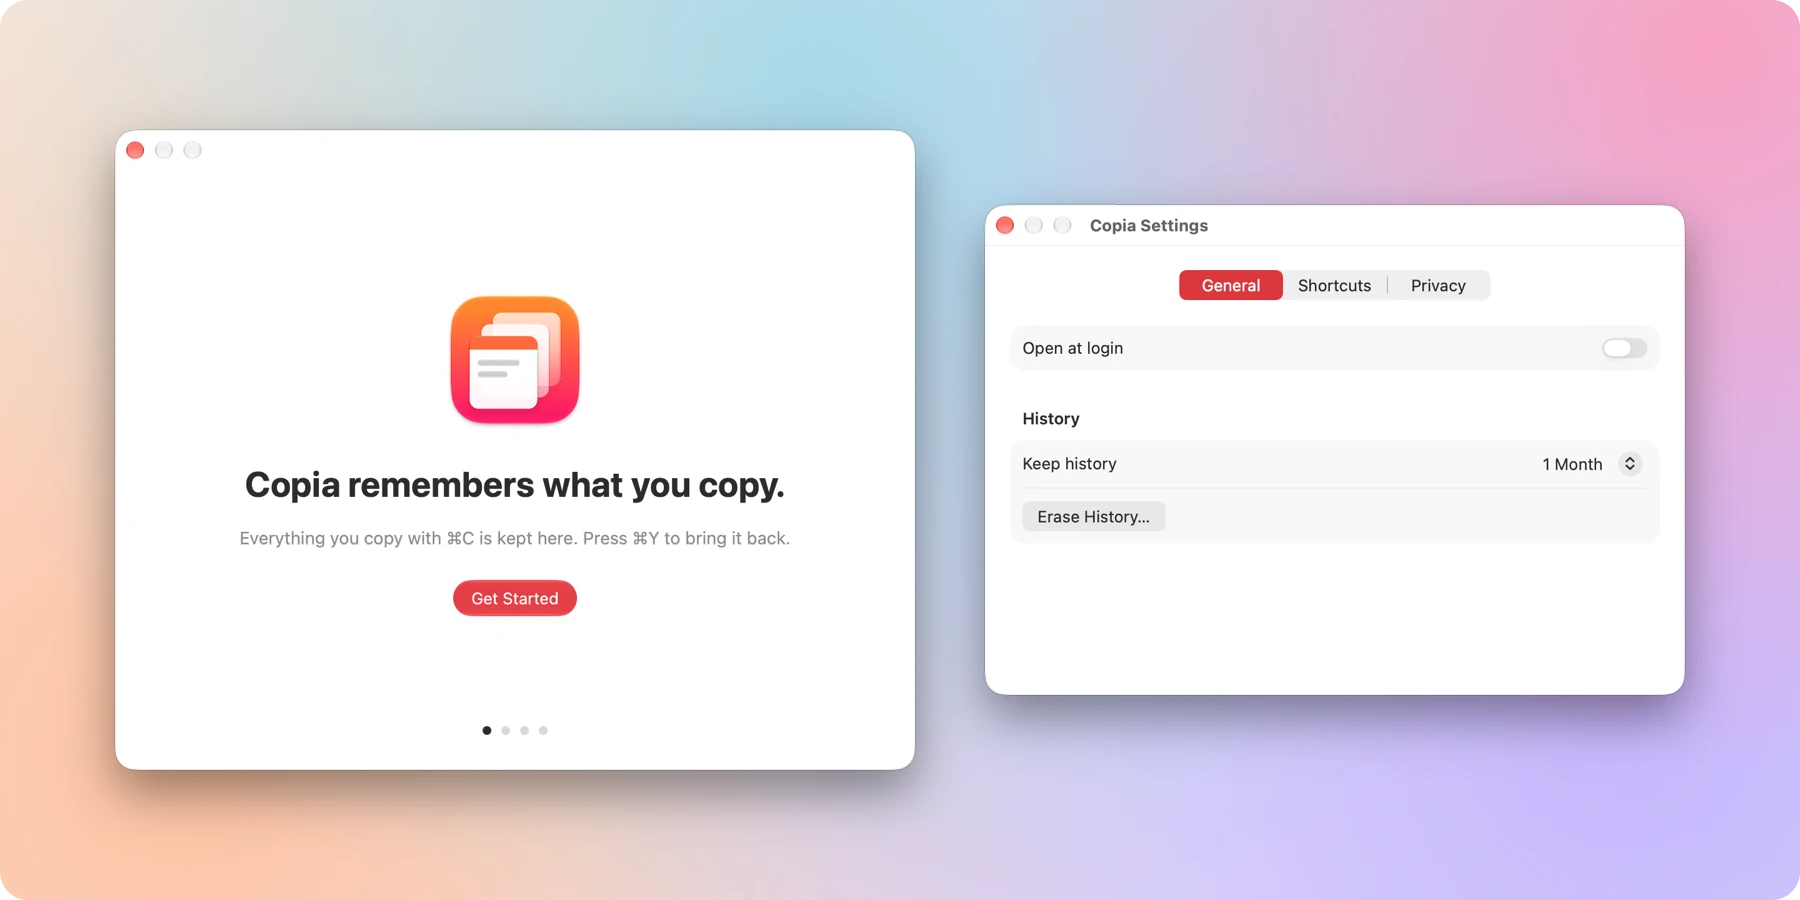 Copia remembers what you copy.
Everything you copy with ⌘C is kept here. Press ⌘Y to bring it back.
Get Started
Copia Settings
General Shortcuts Privacy
Open at login
History
Keep history 1 Month
Erase History...